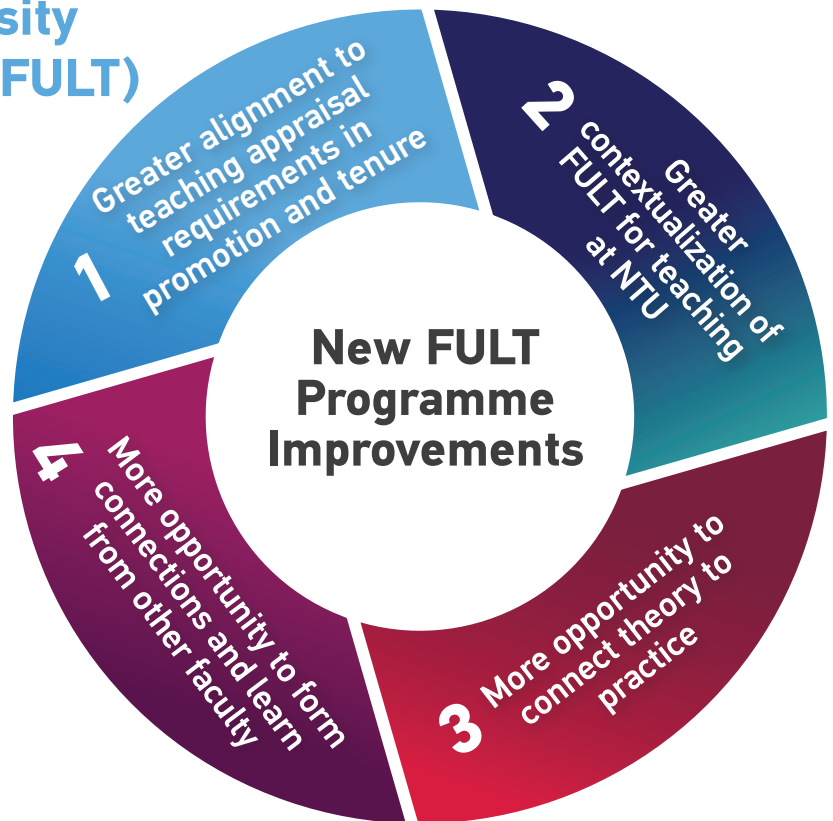 sity
FULT)
1
Greater alignment to
teaching appraisal
requirements in
promotion and tenure
2
Greater
contextualization of
FULT for teaching
at NTU
New FULT
Programme
Improvements
3
More opportunity to
connect theory to
practice
4
More opportunity to form
connections and learn
from other faculty